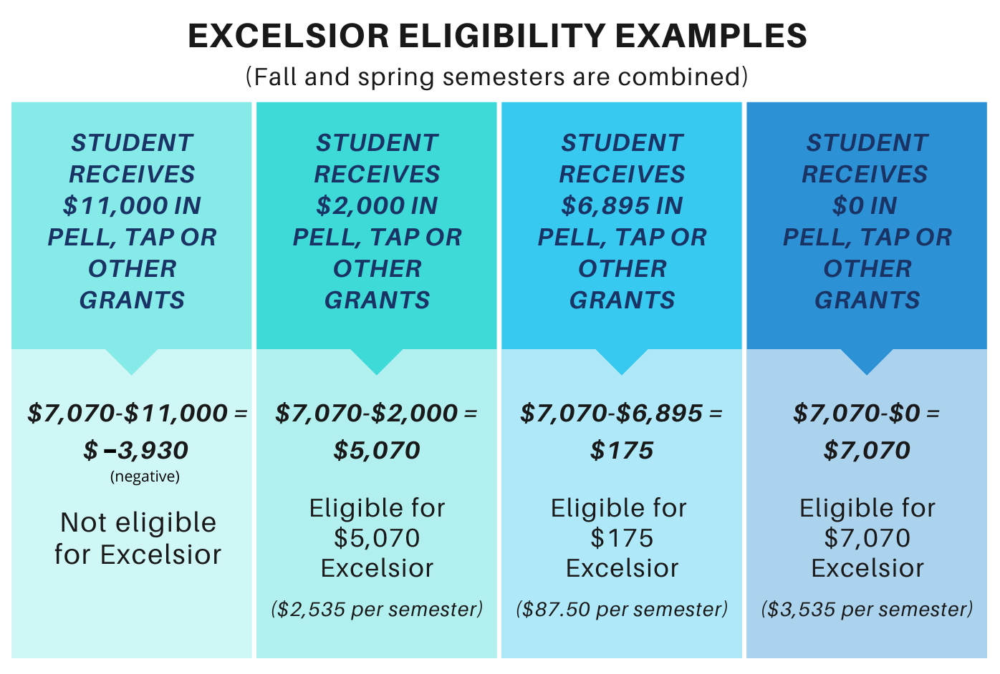 EXCELSIOR ELIGIBILITY EXAMPLES
(Fall and spring semesters are combined)
STUDENT
RECEIVES
$11,000 IN
PELL, TAP OR
OTHER
GRANTS
$7,070-$11,000 =
$ –3,930
(negative)
Not eligible
for Excelsior
STUDENT
RECEIVES
$2,000 IN
PELL, TAP OR
OTHER
GRANTS
$7,070-$2,000 =
$5,070
Eligible for
$5,070
Excelsior
($2,535 per semester)
STUDENT
RECEIVES
$6,895 IN
PELL, TAP OR
OTHER
GRANTS
$7,070-$6,895 =
$175
Eligible for
$175
Excelsior
($87.50 per semester)
STUDENT
RECEIVES
$0 IN
PELL, TAP OR
OTHER
GRANTS
$7,070-$0 =
$7,070
Eligible for
$7,070
Excelsior
($3,535 per semester)